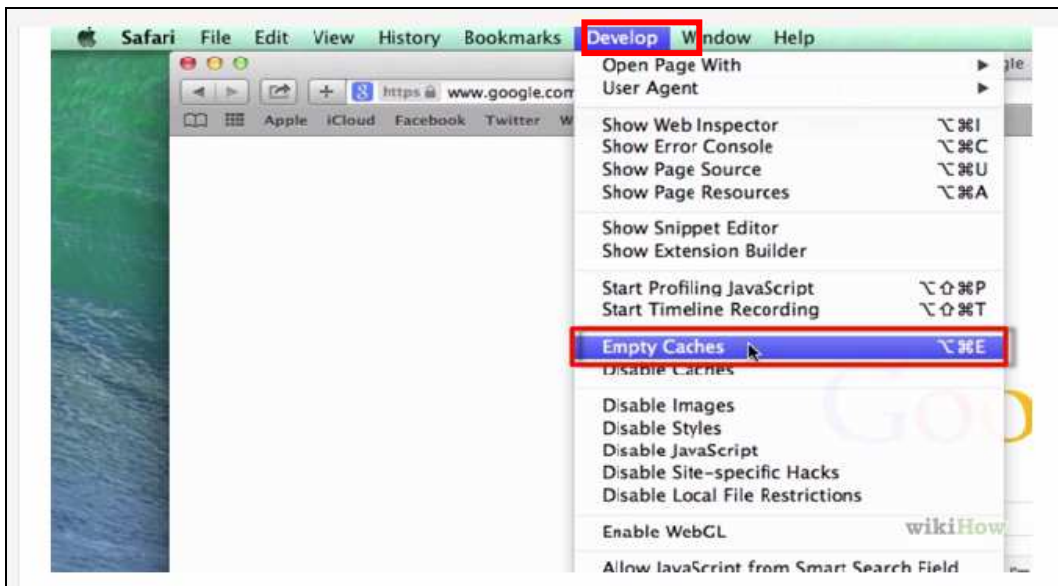 Safari File Edit View History Bookmarks Develop Window Help
https www.google.com
Apple iCloud Facebook Twitter W
Open Page With
User Agent
Show Web Inspector ⌥⌘I
Show Error Console ⌥⌘C
Show Page Source ⌥⌘U
Show Page Resources ⌥⌘A
Show Snippet Editor
Show Extension Builder
Start Profiling JavaScript ⌥⇧⌘P
Start Timeline Recording ⌥⇧⌘T
Empty Caches ⌥⌘E
Disable Caches
Disable Images
Disable Styles
Disable JavaScript
Disable Site-specific Hacks
Disable Local File Restrictions
Enable WebGL
Allow JavaScript from Smart Search Field
gle
Goo
wikiHow